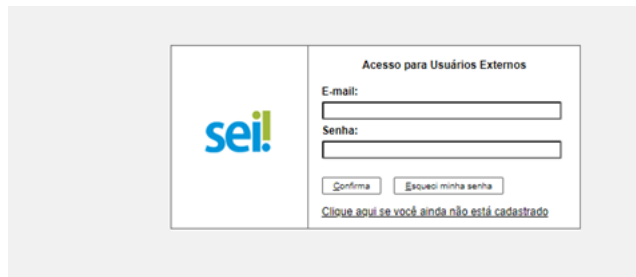 sei!
Acesso para Usuários Externos
E-mail:
Senha:
Confirma
Esqueci minha senha
Clique aqui se você ainda não está cadastrado